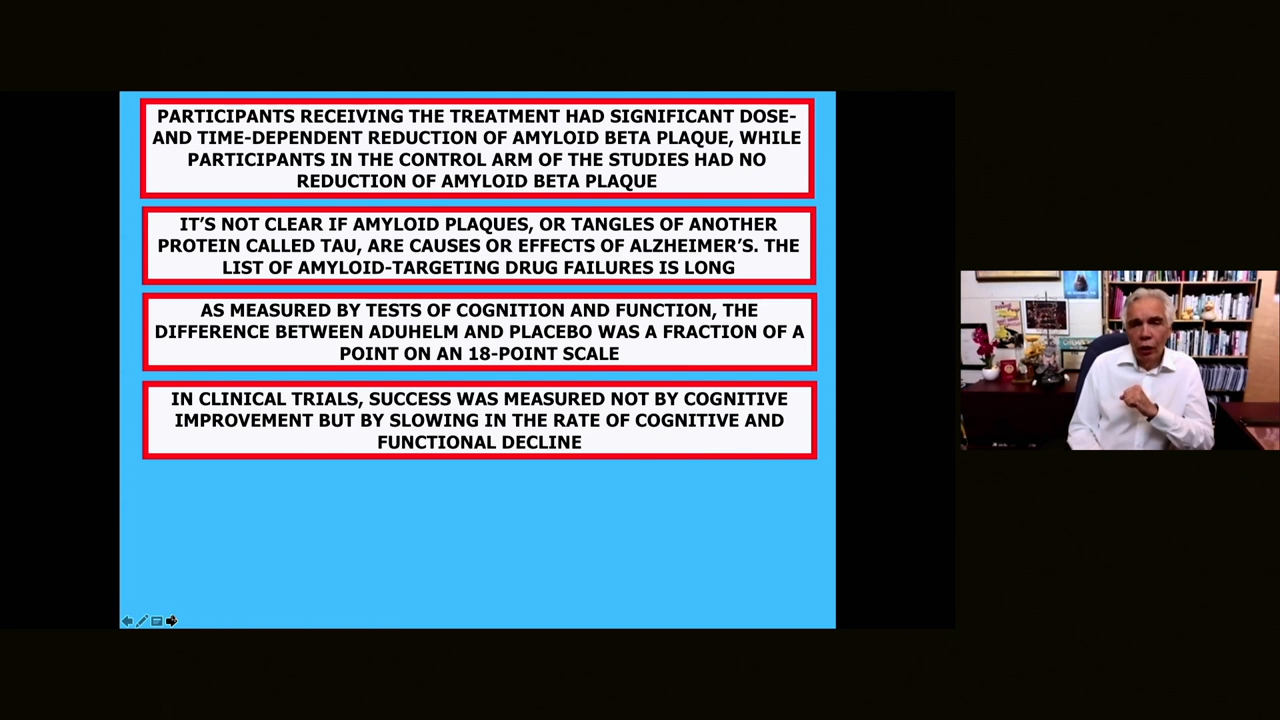 PARTICIPANTS RECEIVING THE TREATMENT HAD SIGNIFICANT DOSE-
AND TIME-DEPENDENT REDUCTION OF AMYLOID BETA PLAQUE, WHILE
PARTICIPANTS IN THE CONTROL ARM OF THE STUDIES HAD NO
REDUCTION OF AMYLOID BETA PLAQUE
IT’S NOT CLEAR IF AMYLOID PLAQUES, OR TANGLES OF ANOTHER
PROTEIN CALLED TAU, ARE CAUSES OR EFFECTS OF ALZHEIMER’S. THE
LIST OF AMYLOID-TARGETING DRUG FAILURES IS LONG
AS MEASURED BY TESTS OF COGNITION AND FUNCTION, THE
DIFFERENCE BETWEEN ADUHELM AND PLACEBO WAS A FRACTION OF A
POINT ON AN 18-POINT SCALE
IN CLINICAL TRIALS, SUCCESS WAS MEASURED NOT BY COGNITIVE
IMPROVEMENT BUT BY SLOWING IN THE RATE OF COGNITIVE AND
FUNCTIONAL DECLINE